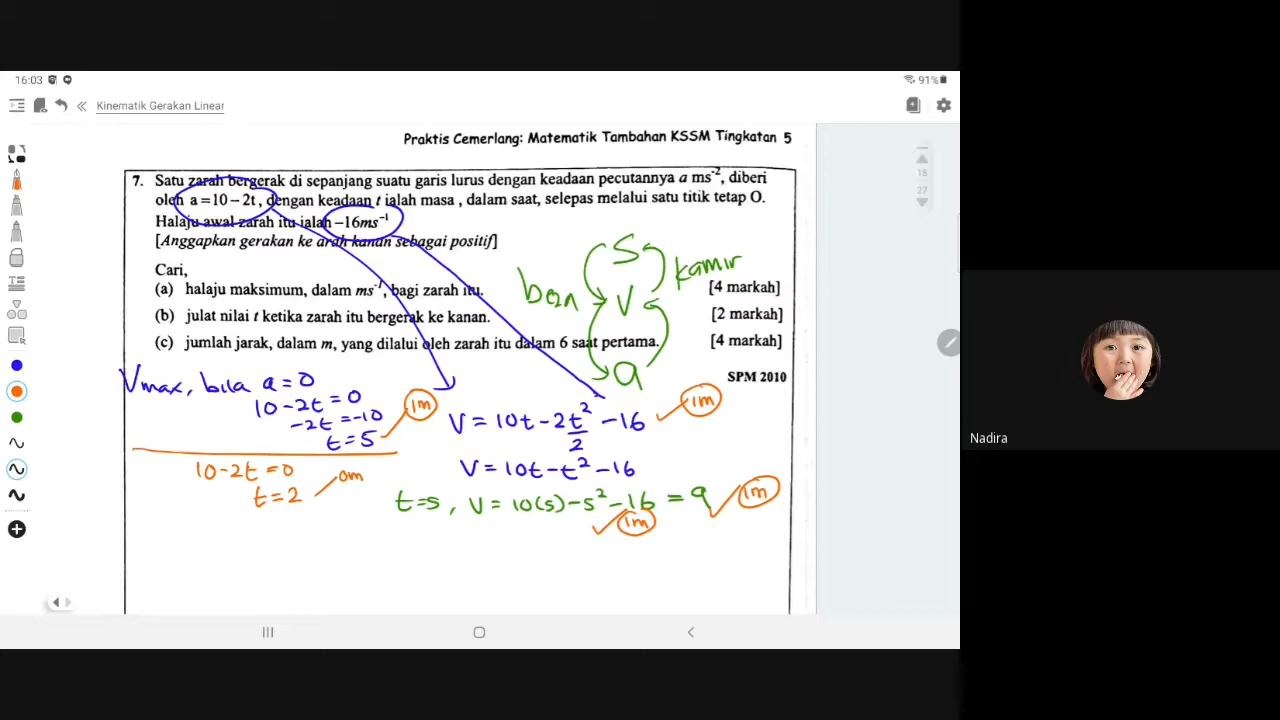 16:03
91%
Kinematik Gerakan Linear
Praktis Cemerlang: Matematik Tambahan KSSM Tingkatan 5
18
27
7. Satu zarah bergerak di sepanjang suatu garis lurus dengan keadaan pecutannya a ms⁻², diberi
oleh a = 10 − 2t, dengan keadaan t ialah masa, dalam saat, selepas melalui satu titik tetap O.
Halaju awal zarah itu ialah −16ms⁻¹
[Anggapkan gerakan ke arah kanan sebagai positif]
Cari,
(a) halaju maksimum, dalam ms⁻¹, bagi zarah itu. [4 markah]
(b) julat nilai t ketika zarah itu bergerak ke kanan. [2 markah]
(c) jumlah jarak, dalam m, yang dilalui oleh zarah itu dalam 6 saat pertama. [4 markah]
SPM 2010
S
kamir
beza
V
a
Vmax, bila a = 0
10 − 2t = 0
−2t = −10
t = 5
1m
10 − 2t = 0
t = 2
0m
V = 10t − 2t²/2 − 16
1m
V = 10t − t² − 16
t = 5, V = 10(5) − 5² − 16 = 9
1m
1m
Nadira